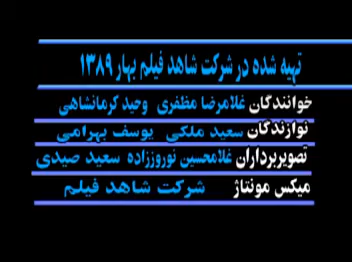 تهیه شده در شرکت شاهد فیلم بهار ۱۳۸۹
خوانندگان غلامرضا مظفری وحید کرمانشاهی
نوازندگان سعید ملکی یوسف بهرامی
تصویربرداران غلامحسین نوروززاده سعید صیدی
میکس مونتاژ شرکت شاهد فیلم